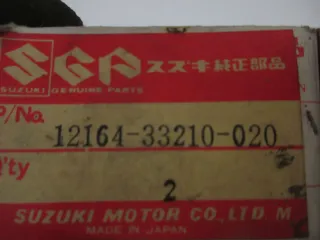 SGP スズキ純正部品
SUZUKI GENUINE PARTS
P/No.
12164-33210-020
Q'ty
2
SUZUKI MOTOR CO., LTD.
MADE IN JAPAN